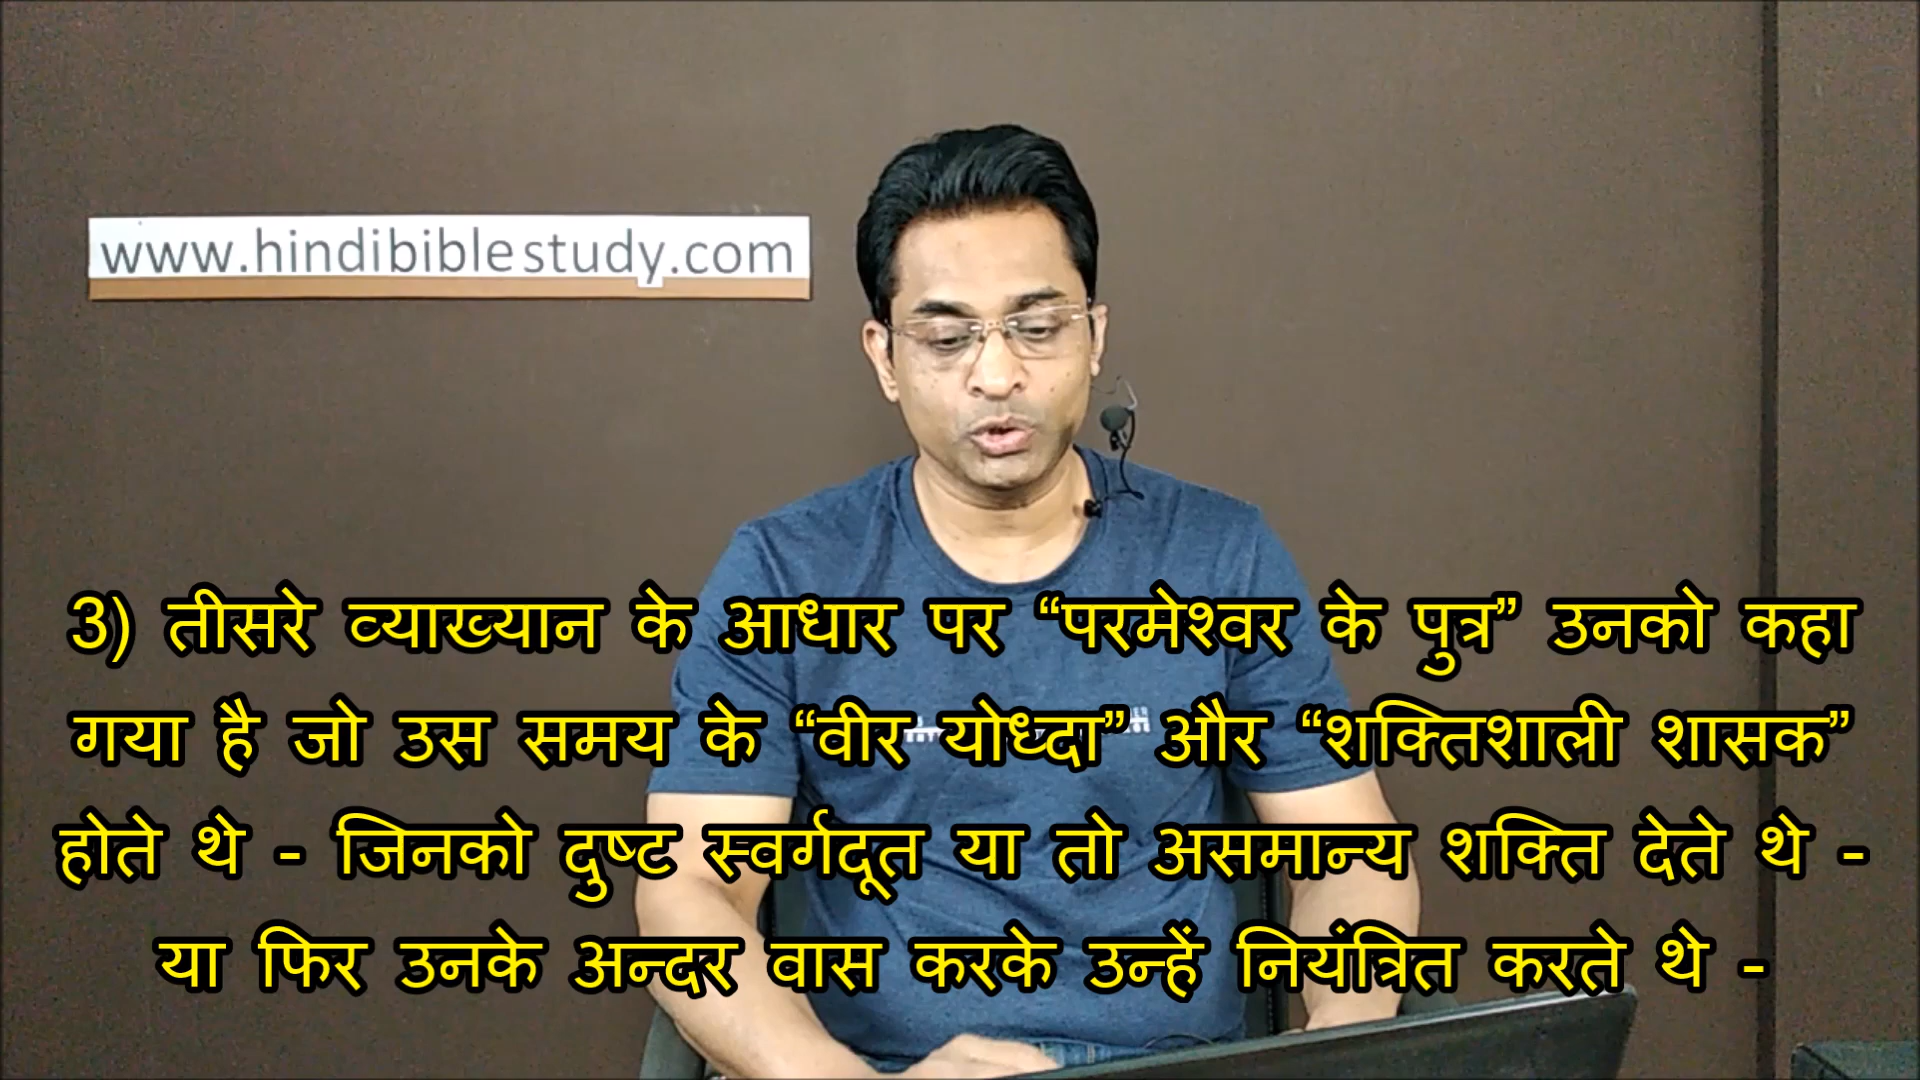 www.hindibiblestudy.com
3) तीसरे व्याख्यान के आधार पर “परमेश्वर के पुत्र” उनको कहा
गया है जो उस समय के “वीर योध्दा” और “शक्तिशाली शासक”
होते थे - जिनको दुष्ट स्वर्गदूत या तो असमान्य शक्ति देते थे -
या फिर उनके अन्दर वास करके उन्हें नियंत्रित करते थे -